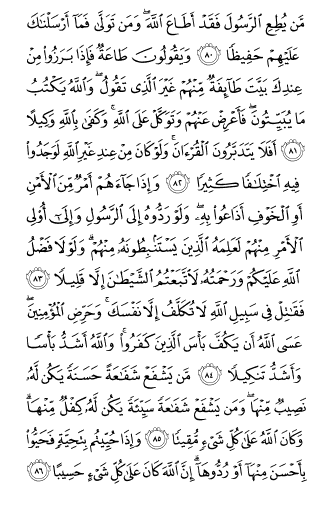 مَّن يُطِعِ ٱلرَّسُولَ فَقَدْ أَطَاعَ ٱللَّهَ ۖ وَمَن تَوَلَّىٰ فَمَآ أَرْسَلْنَـٰكَ
عَلَيْهِمْ حَفِيظًا ٨٠ وَيَقُولُونَ طَاعَةٌ فَإِذَا بَرَزُوا۟ مِنْ
عِندِكَ بَيَّتَ طَآئِفَةٌ مِّنْهُمْ غَيْرَ ٱلَّذِى تَقُولُ ۖ وَٱللَّهُ يَكْتُبُ
مَا يُبَيِّتُونَ ۖ فَأَعْرِضْ عَنْهُمْ وَتَوَكَّلْ عَلَى ٱللَّهِ ۚ وَكَفَىٰ بِٱللَّهِ وَكِيلًا
٨١ أَفَلَا يَتَدَبَّرُونَ ٱلْقُرْءَانَ ۚ وَلَوْ كَانَ مِنْ عِندِ غَيْرِ ٱللَّهِ لَوَجَدُوا۟
فِيهِ ٱخْتِلَـٰفًا كَثِيرًا ٨٢ وَإِذَا جَآءَهُمْ أَمْرٌ مِّنَ ٱلْأَمْنِ
أَوِ ٱلْخَوْفِ أَذَاعُوا۟ بِهِۦ ۖ وَلَوْ رَدُّوهُ إِلَى ٱلرَّسُولِ وَإِلَىٰٓ أُو۟لِى
ٱلْأَمْرِ مِنْهُمْ لَعَلِمَهُ ٱلَّذِينَ يَسْتَنۢبِطُونَهُۥ مِنْهُمْ ۗ وَلَوْلَا فَضْلُ
ٱللَّهِ عَلَيْكُمْ وَرَحْمَتُهُۥ لَٱتَّبَعْتُمُ ٱلشَّيْطَـٰنَ إِلَّا قَلِيلًا ٨٣
فَقَـٰتِلْ فِى سَبِيلِ ٱللَّهِ لَا تُكَلَّفُ إِلَّا نَفْسَكَ ۚ وَحَرِّضِ ٱلْمُؤْمِنِينَ ۖ
عَسَى ٱللَّهُ أَن يَكُفَّ بَأْسَ ٱلَّذِينَ كَفَرُوا۟ ۚ وَٱللَّهُ أَشَدُّ بَأْسًا
وَأَشَدُّ تَنكِيلًا ٨٤ مَّن يَشْفَعْ شَفَـٰعَةً حَسَنَةً يَكُن لَّهُۥ
نَصِيبٌ مِّنْهَا ۖ وَمَن يَشْفَعْ شَفَـٰعَةً سَيِّئَةً يَكُن لَّهُۥ كِفْلٌ مِّنْهَا ۗ
وَكَانَ ٱللَّهُ عَلَىٰ كُلِّ شَىْءٍ مُّقِيتًا ٨٥ وَإِذَا حُيِّيتُم بِتَحِيَّةٍ فَحَيُّوا۟
بِأَحْسَنَ مِنْهَآ أَوْ رُدُّوهَآ ۗ إِنَّ ٱللَّهَ كَانَ عَلَىٰ كُلِّ شَىْءٍ حَسِيبًا ٨٦